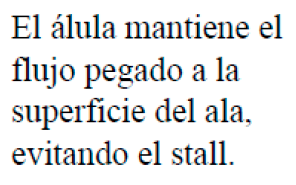 El álula mantiene el
flujo pegado a la
superficie del ala,
evitando el stall.